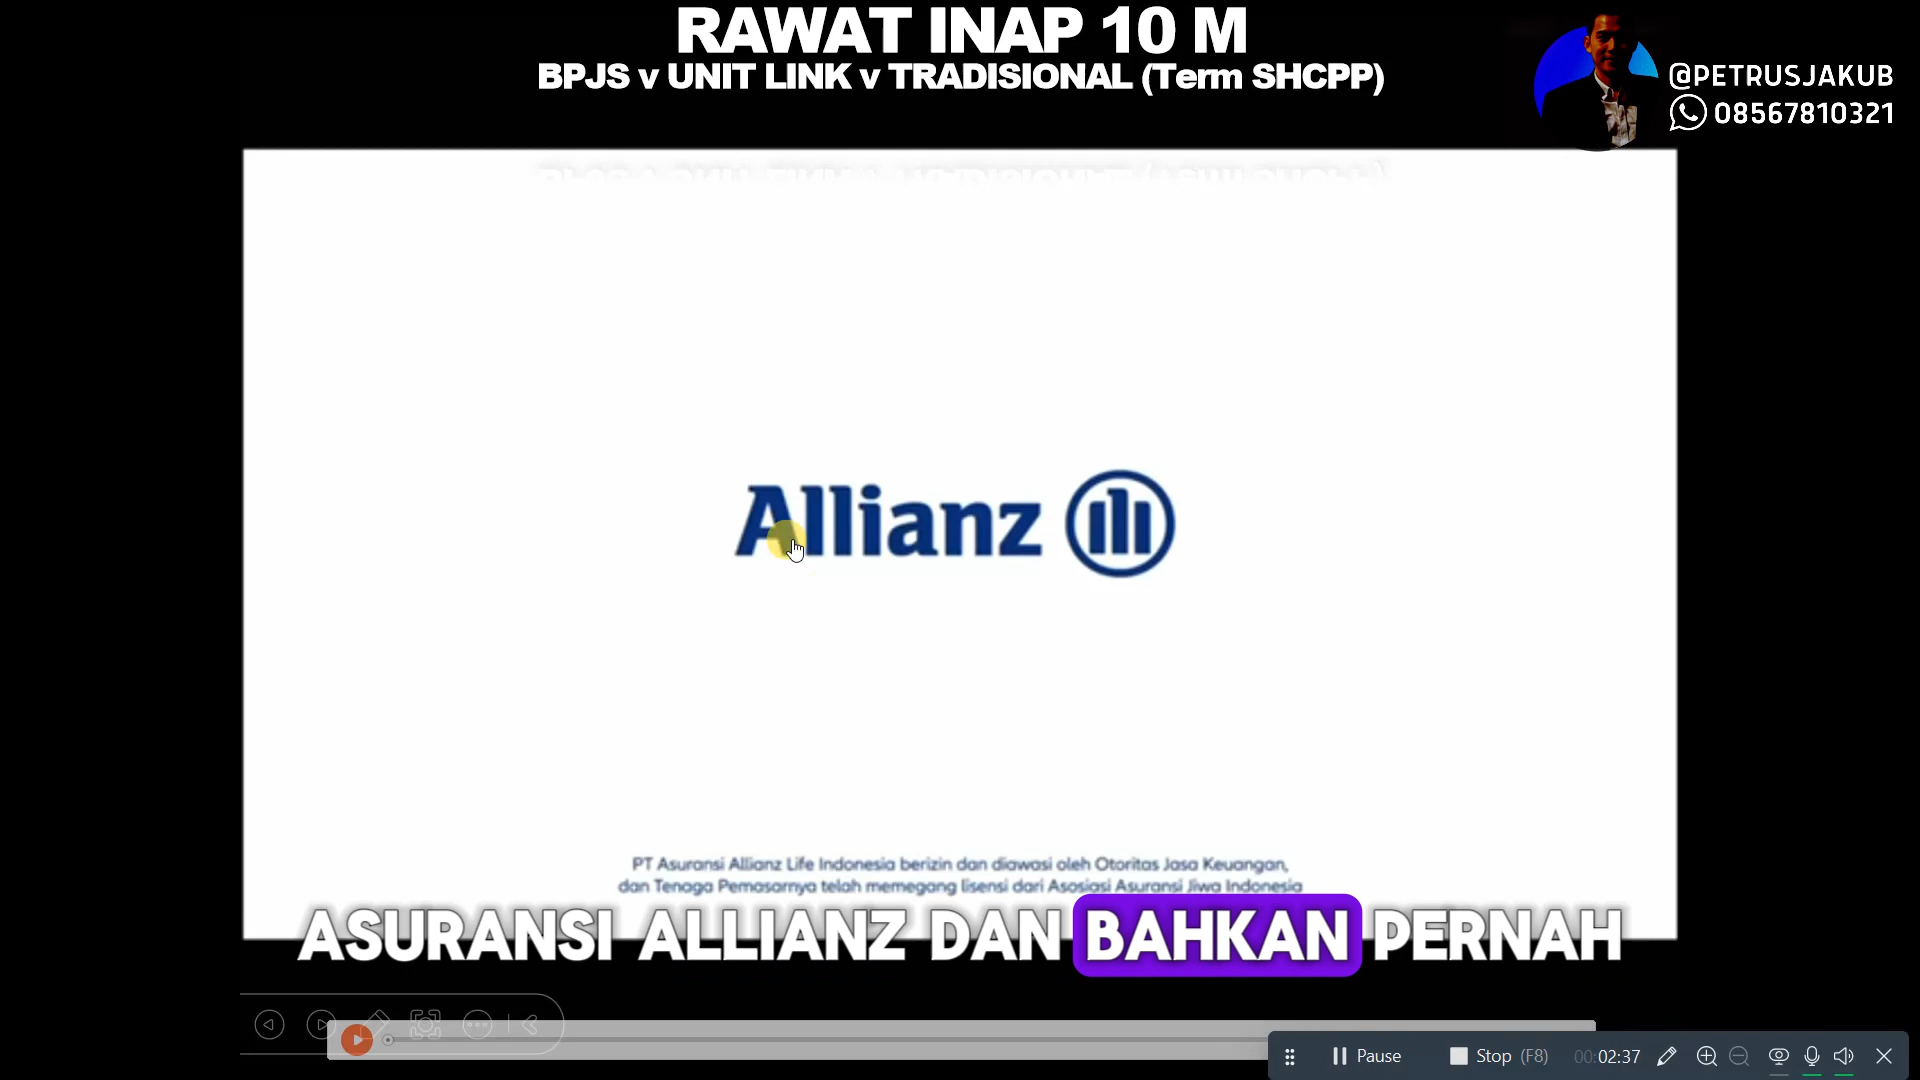 RAWAT INAP 10 M
BPJS v UNIT LINK v TRADISIONAL (Term SHCPP)
@PETRUSJAKUB
08567810321
Allianz
PT Asuransi Allianz Life Indonesia berizin dan diawasi oleh Otoritas Jasa Keuangan,
dan Tenaga Pemasarnya telah memegang lisensi dari Asosiasi Asuransi Jiwa Indonesia
ASURANSI ALLIANZ DAN BAHKAN PERNAH
Pause Stop (F8) 00:02:37